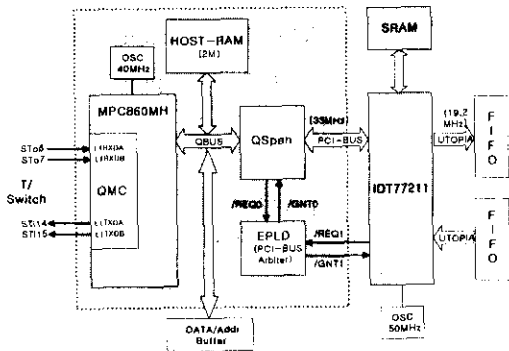 HOST-RAM
[2M]
SRAM
OSC
40MHz
MPC860MH
QBUS
QSpan
(33MHz)
PCI-BUS
IDT77211
(19.2
MHz)
UTOPIA
FIFO
STo6
L1RXDA
STo7
L1RXDB
T/
Switch
QMC
STi14
L1TXDA
STi15
L1TXDB
/REQ0
/GNT0
EPLD
(PCI-BUS
Arbiter)
/REQ1
/GNT1
UTOPIA
FIFO
OSC
50MHz
DATA/Addr
Buffer